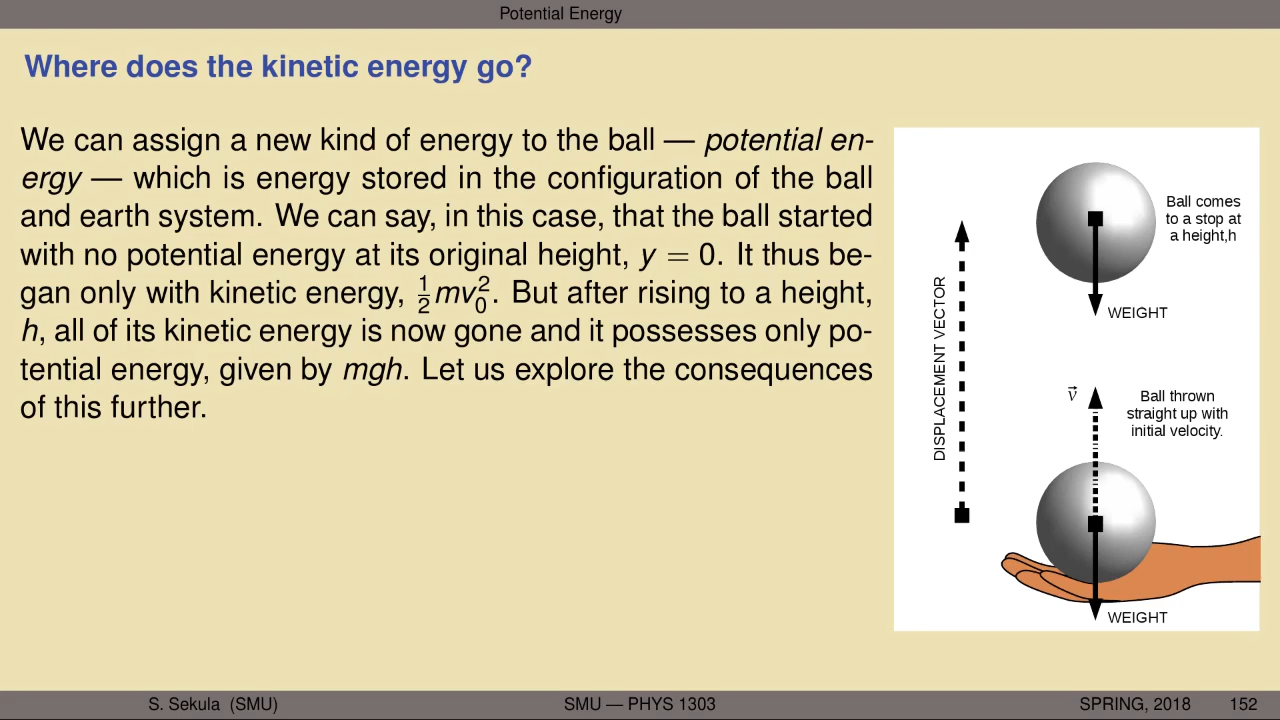 Potential Energy
Where does the kinetic energy go?
We can assign a new kind of energy to the ball — potential en-
ergy — which is energy stored in the configuration of the ball
and earth system. We can say, in this case, that the ball started
with no potential energy at its original height, y = 0. It thus be-
gan only with kinetic energy, ½mv₀². But after rising to a height,
h, all of its kinetic energy is now gone and it possesses only po-
tential energy, given by mgh. Let us explore the consequences
of this further.
DISPLACEMENT VECTOR
Ball comes
to a stop at
a height,h
WEIGHT
v⃗
Ball thrown
straight up with
initial velocity.
WEIGHT
S. Sekula (SMU)
SMU — PHYS 1303
SPRING, 2018
152